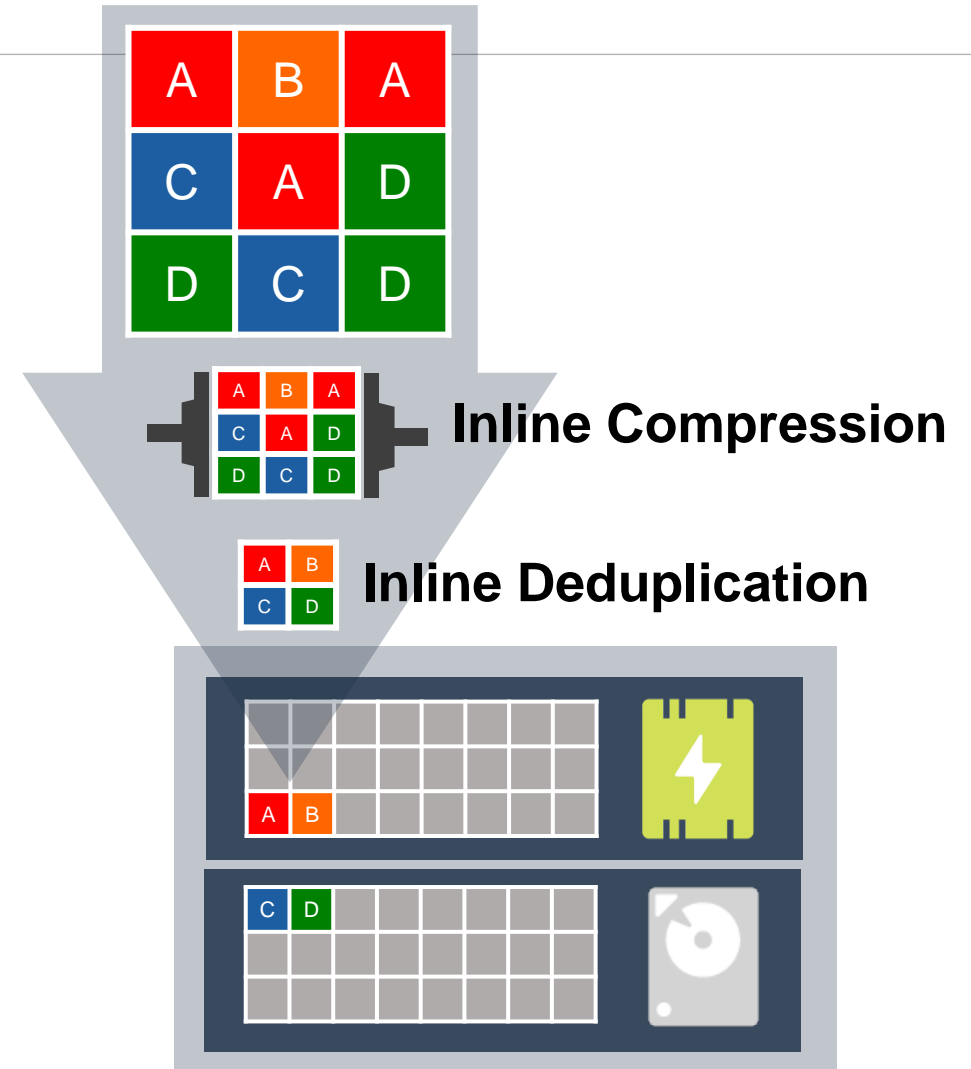 A B A
C A D
D C D
A B A
C A D
D C D
Inline Compression
A B
C D
Inline Deduplication
A B
C D